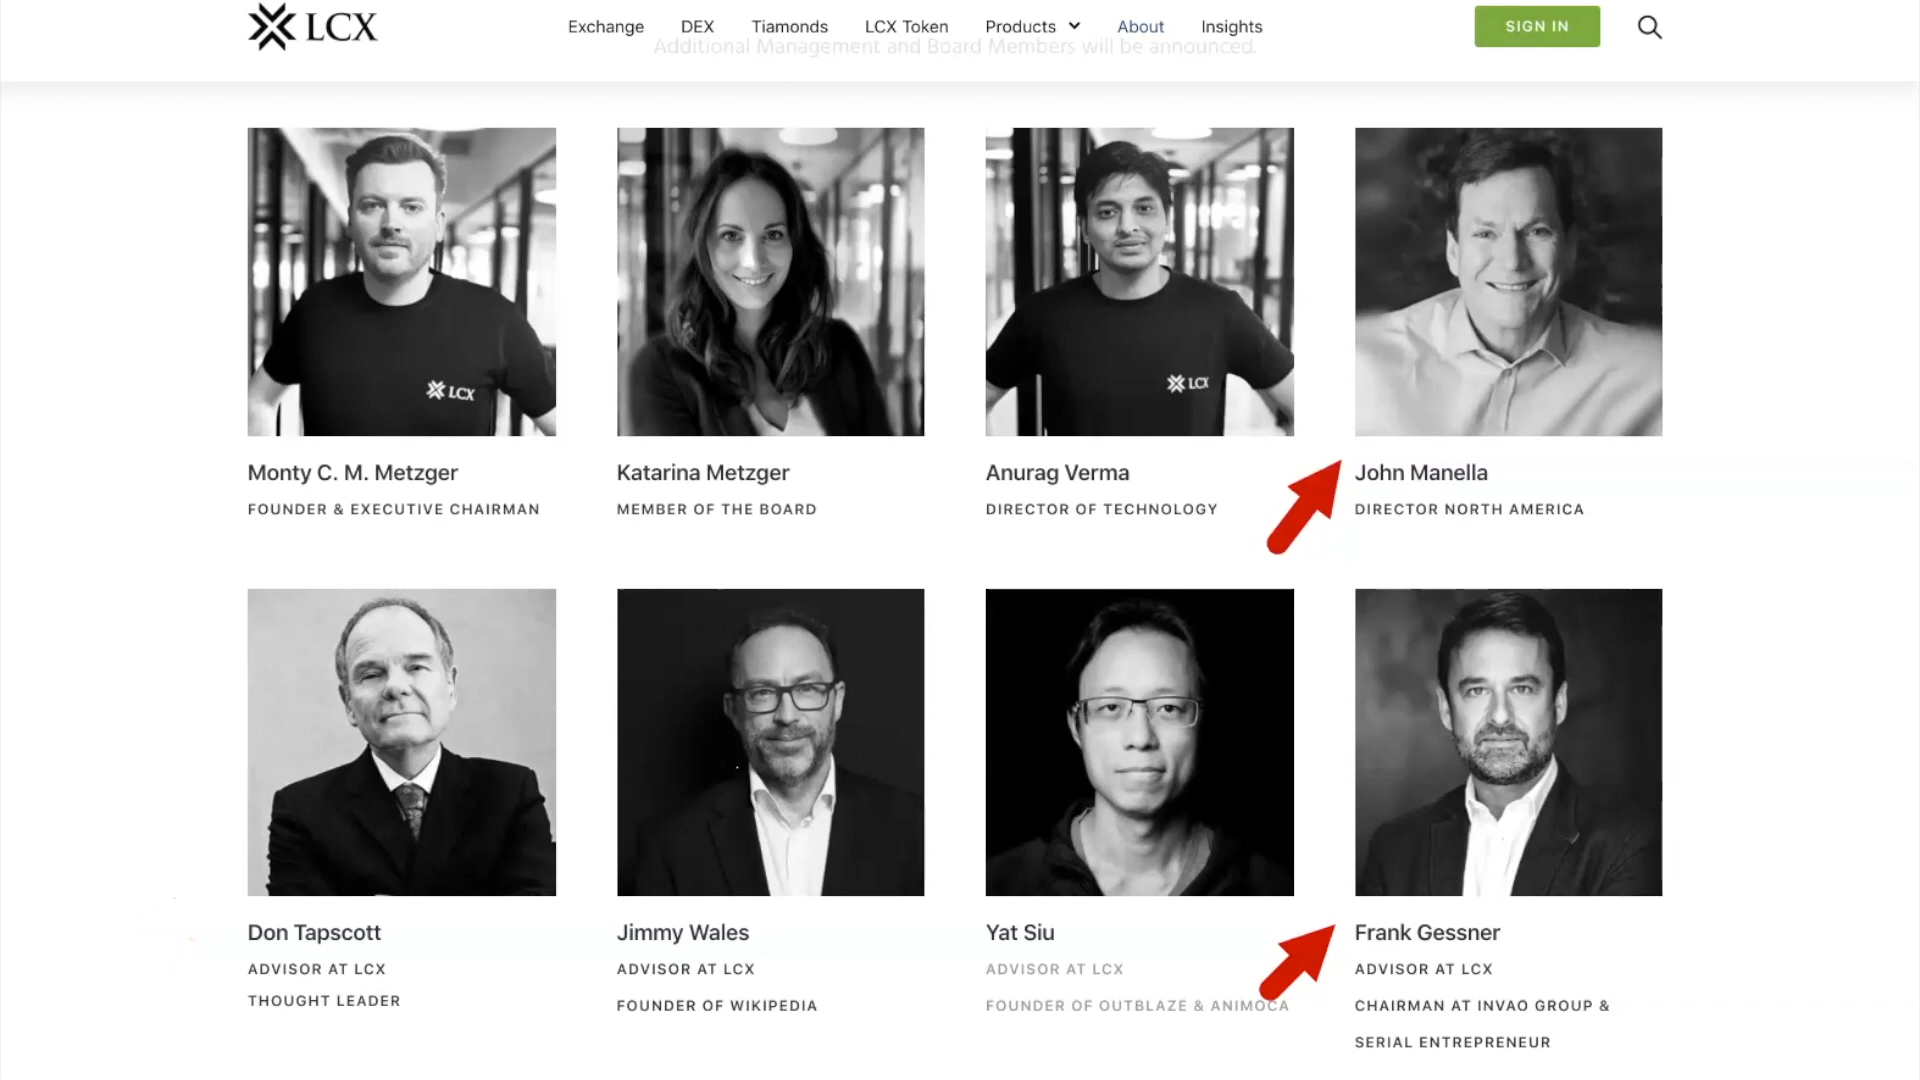 LCX
Exchange
DEX
Tiamonds
LCX Token
Products
About
Insights
SIGN IN
Additional Management and Board Members will be announced.
LCX
LCX
Monty C. M. Metzger
FOUNDER & EXECUTIVE CHAIRMAN
Katarina Metzger
MEMBER OF THE BOARD
Anurag Verma
DIRECTOR OF TECHNOLOGY
John Manella
DIRECTOR NORTH AMERICA
Don Tapscott
ADVISOR AT LCX
THOUGHT LEADER
Jimmy Wales
ADVISOR AT LCX
FOUNDER OF WIKIPEDIA
Yat Siu
ADVISOR AT LCX
FOUNDER OF OUTBLAZE & ANIMOCA
Frank Gessner
ADVISOR AT LCX
CHAIRMAN AT INVAO GROUP &
SERIAL ENTREPRENEUR